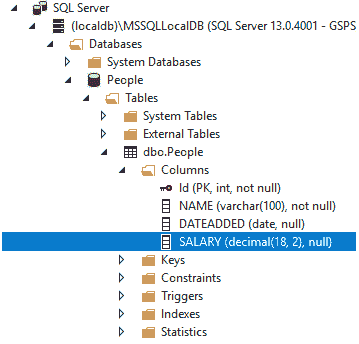 SQL Server
(localdb)\MSSQLLocalDB (SQL Server 13.0.4001 - GSPS
Databases
System Databases
People
Tables
System Tables
External Tables
dbo.People
Columns
Id (PK, int, not null)
NAME (varchar(100), not null)
DATEADDED (date, null)
SALARY (decimal(18, 2), null)
Keys
Constraints
Triggers
Indexes
Statistics